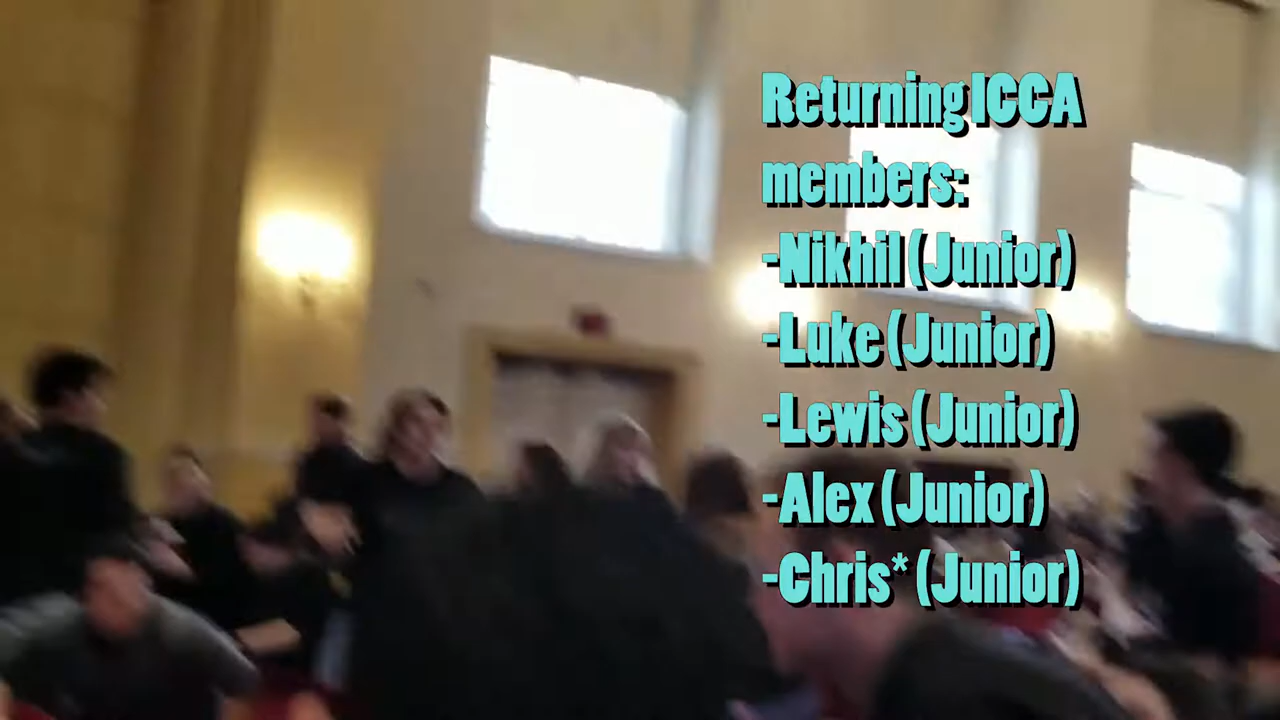 Returning ICCA
members:
-Nikhil (Junior)
-Luke (Junior)
-Lewis (Junior)
-Alex (Junior)
-Chris* (Junior)